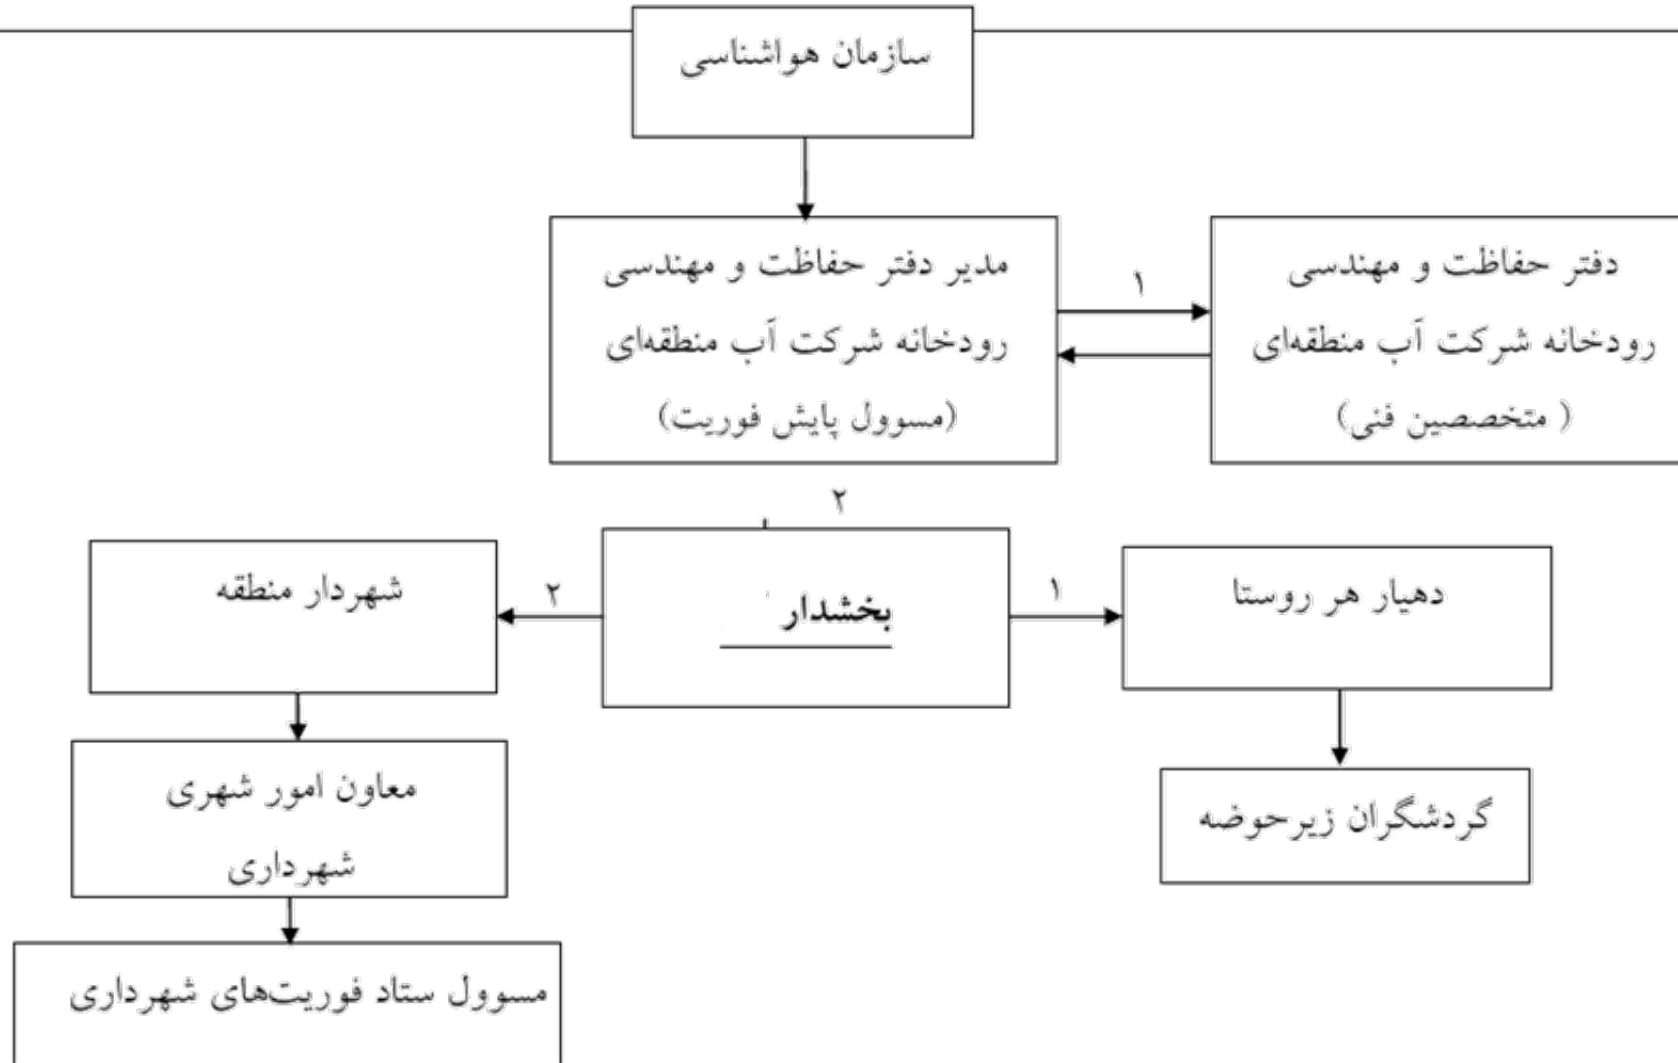 سازمان هواشناسی
مدیر دفتر حفاظت و مهندسی
رودخانه شرکت آب منطقه‌ای
(مسوول پایش فوریت)
۱
دفتر حفاظت و مهندسی
رودخانه شرکت آب منطقه‌ای
( متخصصین فنی)
۲
بخشدار
۱
دهیار هر روستا
گردشگران زیرحوضه
۲
شهردار منطقه
معاون امور شهری
شهرداری
مسوول ستاد فوریت‌های شهرداری